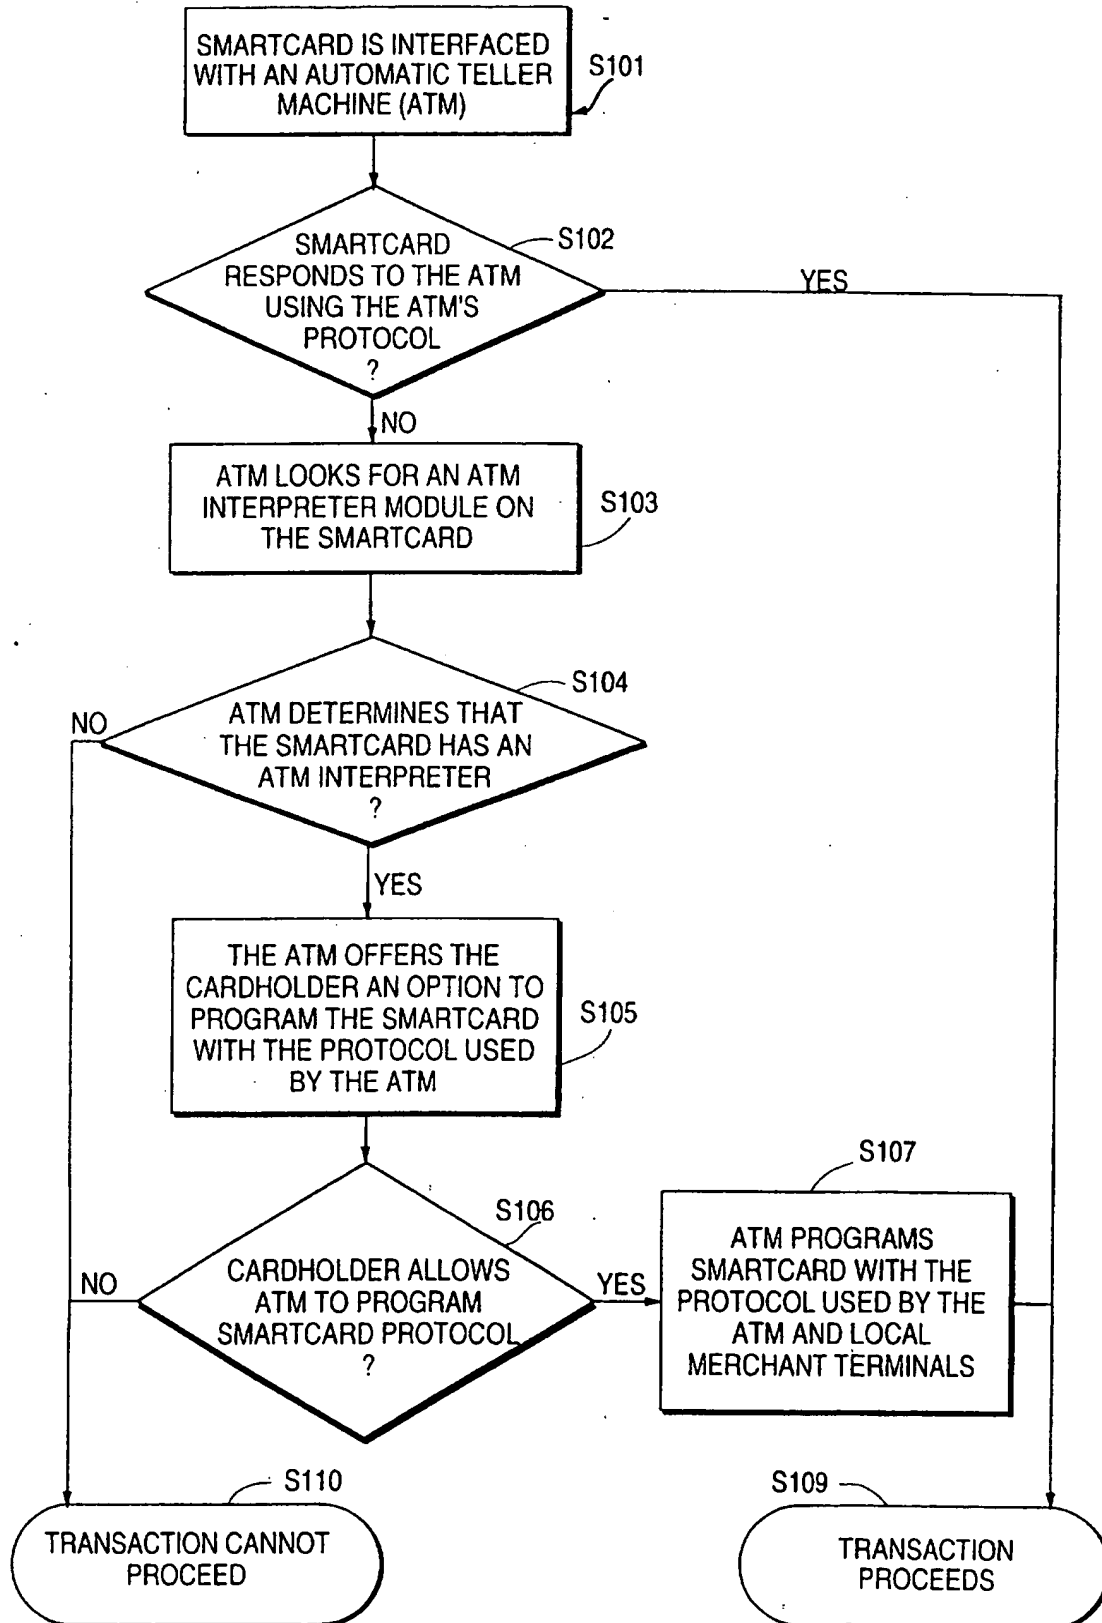 SMARTCARD IS INTERFACED
WITH AN AUTOMATIC TELLER
MACHINE (ATM)
S101
SMARTCARD
RESPONDS TO THE ATM
USING THE ATM'S
PROTOCOL
?
S102
YES
NO
ATM LOOKS FOR AN ATM
INTERPRETER MODULE ON
THE SMARTCARD
S103
S104
NO
ATM DETERMINES THAT
THE SMARTCARD HAS AN
ATM INTERPRETER
?
YES
THE ATM OFFERS THE
CARDHOLDER AN OPTION TO
PROGRAM THE SMARTCARD
WITH THE PROTOCOL USED
BY THE ATM
S105
S106
CARDHOLDER ALLOWS
ATM TO PROGRAM
SMARTCARD PROTOCOL
?
NO
YES
S107
ATM PROGRAMS
SMARTCARD WITH THE
PROTOCOL USED BY THE
ATM AND LOCAL
MERCHANT TERMINALS
S110
TRANSACTION CANNOT
PROCEED
S109
TRANSACTION
PROCEEDS